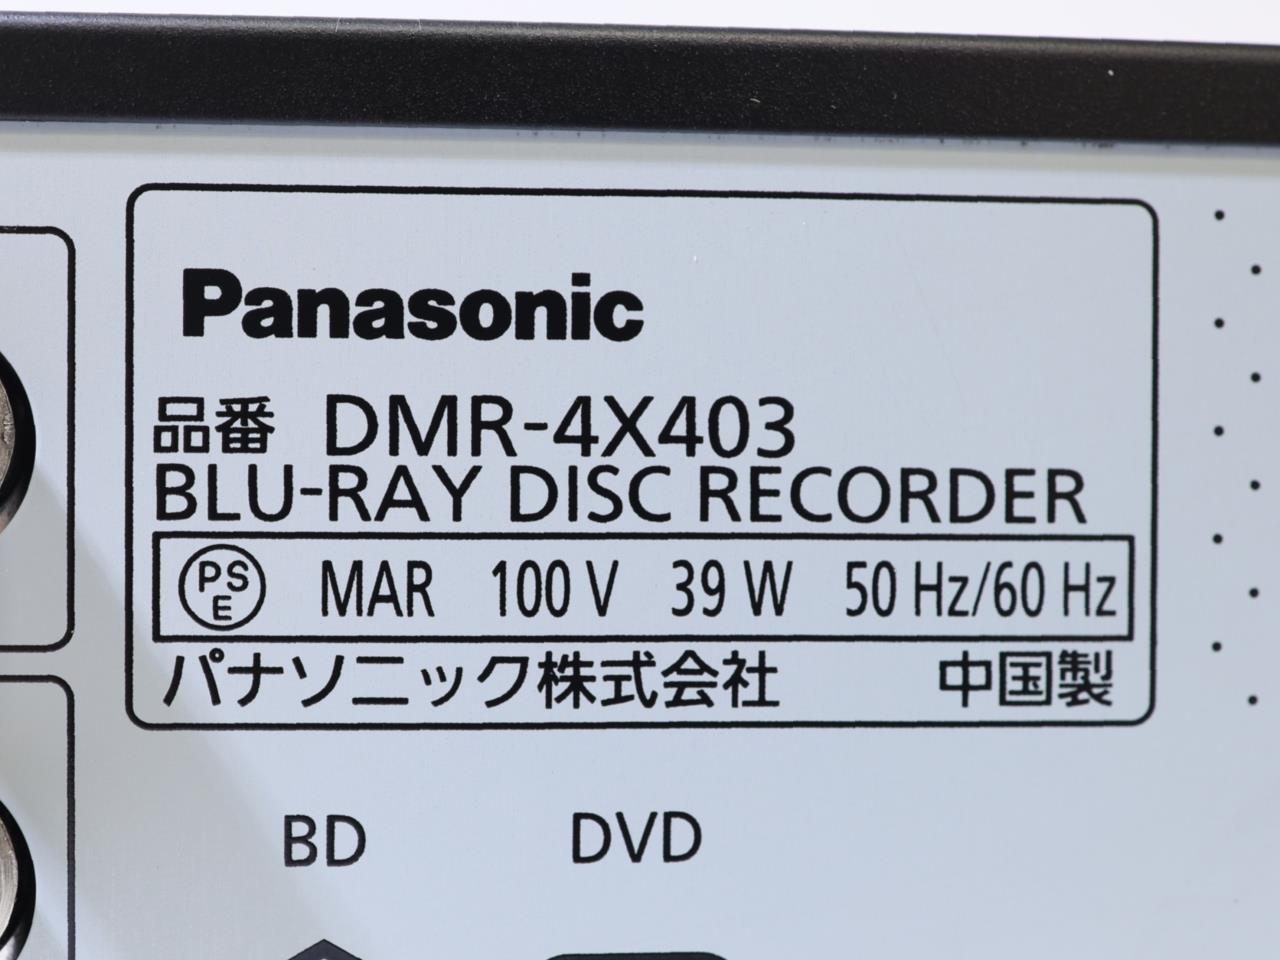 Panasonic
品番 DMR-4X403
BLU-RAY DISC RECORDER
PSE MAR 100 V 39 W 50 Hz/60 Hz
パナソニック株式会社 中国製
BD DVD